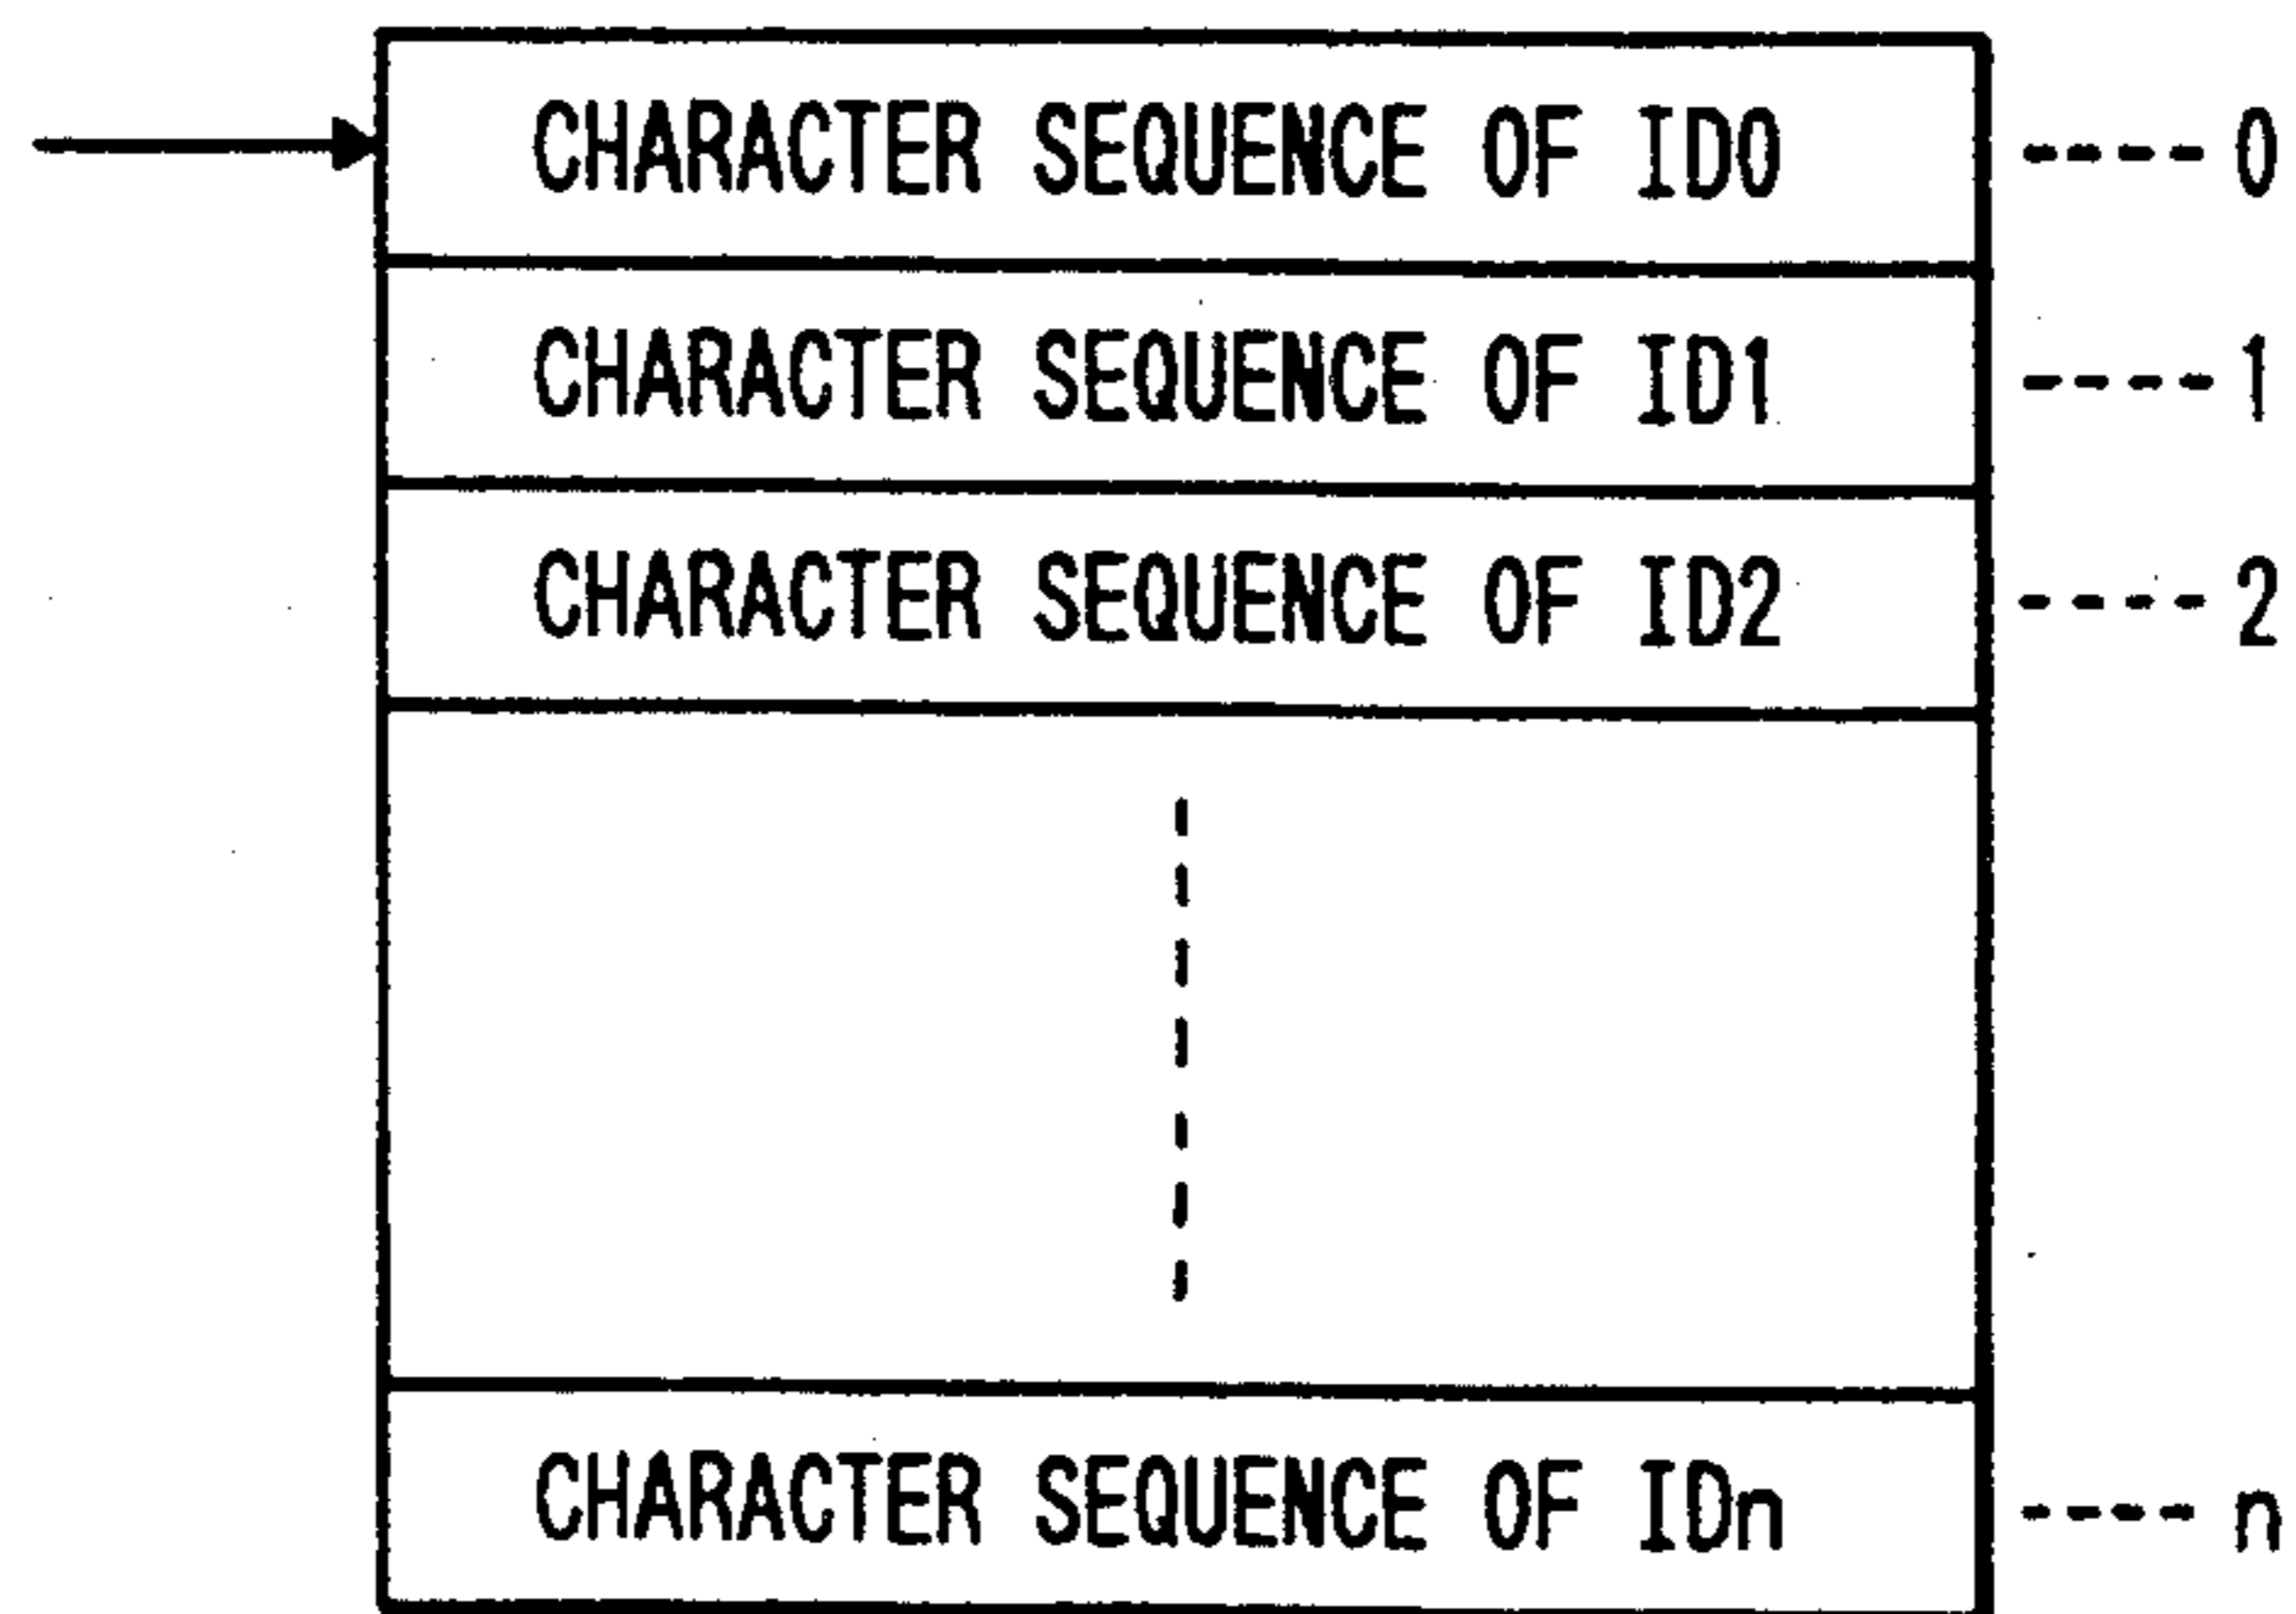 CHARACTER SEQUENCE OF ID0 ---- 0
CHARACTER SEQUENCE OF ID1 ---- 1
CHARACTER SEQUENCE OF ID2 ---- 2
CHARACTER SEQUENCE OF IDn ---- n